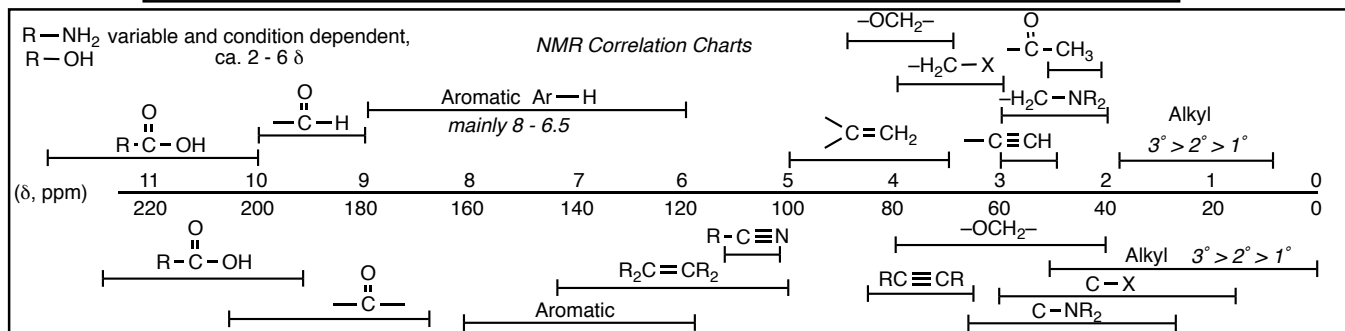 R—NH₂ variable and condition dependent,
R—OH ca. 2 - 6 δ
NMR Correlation Charts
–OCH₂–
O
–C–CH₃
–H₂C–X
O
R–C–OH
O
–C–H
Aromatic Ar—H
mainly 8 - 6.5
C=CH₂
–H₂C–NR₂
–C≡CH
Alkyl
3° > 2° > 1°
(δ, ppm)
11 10 9 8 7 6 5 4 3 2 1 0
220 200 180 160 140 120 100 80 60 40 20 0
O
R–C–OH
O
–C–
Aromatic
R₂C=CR₂
R–C≡N
RC≡CR
–OCH₂–
Alkyl 3° > 2° > 1°
C–X
C–NR₂